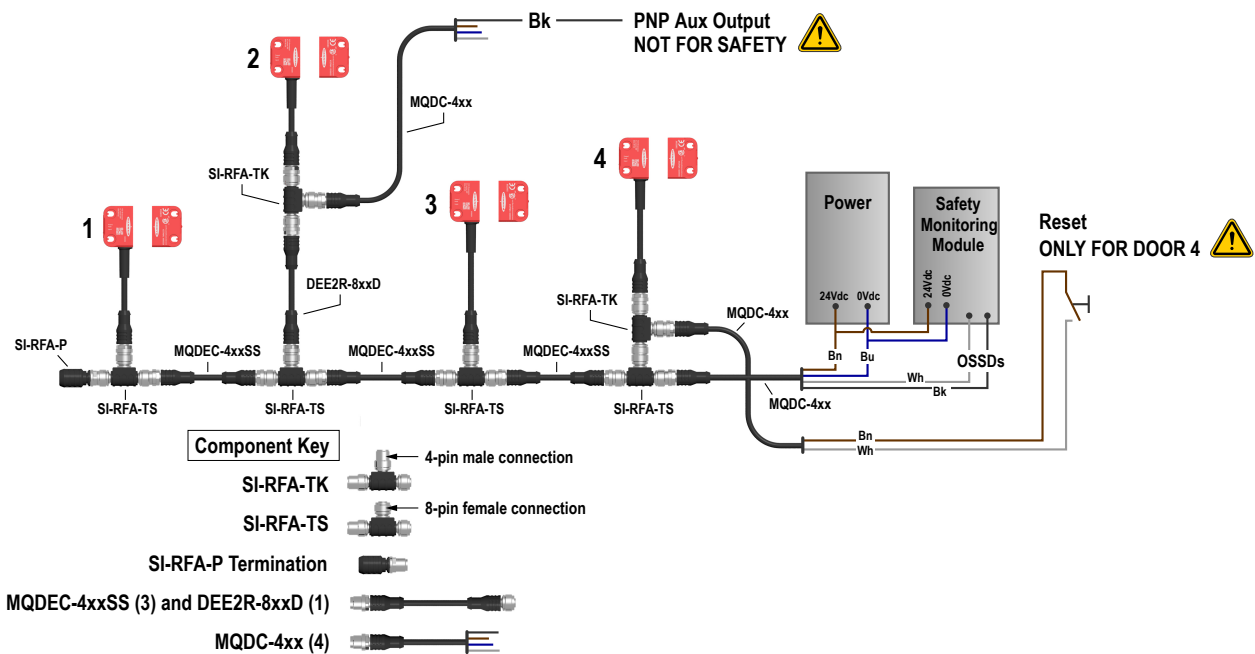 Bk
PNP Aux Output
NOT FOR SAFETY
2
MQDC-4xx
4
SI-RFA-TK
3
Power
Safety
Monitoring
Module
Reset
ONLY FOR DOOR 4
1
DEE2R-8xxD
24Vdc
0Vdc
24Vdc
0Vdc
SI-RFA-TK
MQDC-4xx
SI-RFA-P
MQDEC-4xxSS
MQDEC-4xxSS
MQDEC-4xxSS
Bn
Bu
OSSDs
Wh
Bk
MQDC-4xx
SI-RFA-TS
SI-RFA-TS
SI-RFA-TS
SI-RFA-TS
Bn
Wh
Component Key
4-pin male connection
SI-RFA-TK
8-pin female connection
SI-RFA-TS
SI-RFA-P Termination
MQDEC-4xxSS (3) and DEE2R-8xxD (1)
MQDC-4xx (4)